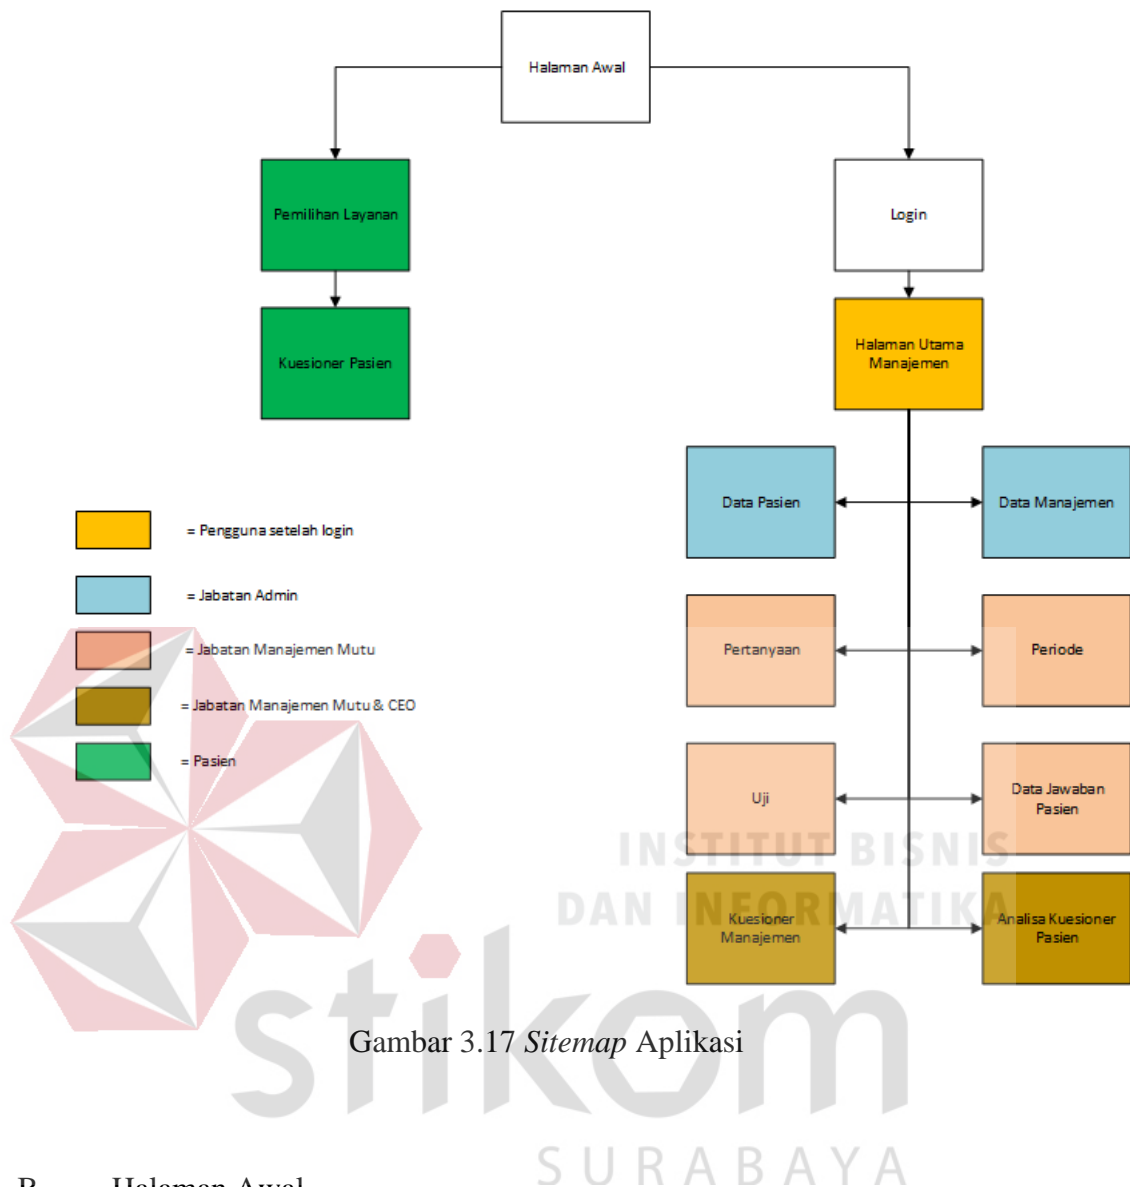 Halaman Awal
Pemilihan Layanan
Login
Kuesioner Pasien
Halaman Utama
Manajemen
Data Pasien
Data Manajemen
= Pengguna setelah login
= Jabatan Admin
= Jabatan Manajemen Mutu
= Jabatan Manajemen Mutu & CEO
= Pasien
Pertanyaan
Periode
Uji
Data Jawaban
Pasien
Kuesioner
Manajemen
Analisa Kuesioner
Pasien
INSTITUT BISNIS
DAN INFORMATIKA
stikom
SURABAYA
Gambar 3.17 Sitemap Aplikasi
B. Halaman Awal